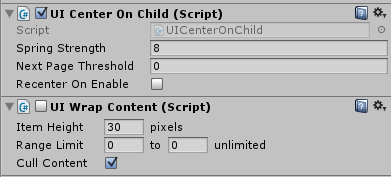 UI Center On Child (Script)
Script UICenterOnChild
Spring Strength 8
Next Page Threshold 0
Recenter On Enable
UI Wrap Content (Script)
Item Height 30 pixels
Range Limit 0 to 0 unlimited
Cull Content